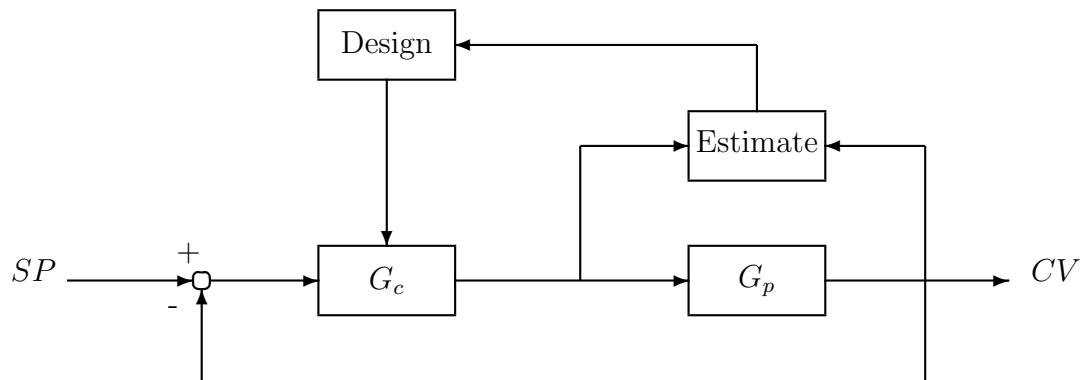 Design
Estimate
+
SP
G_c
G_p
CV
-